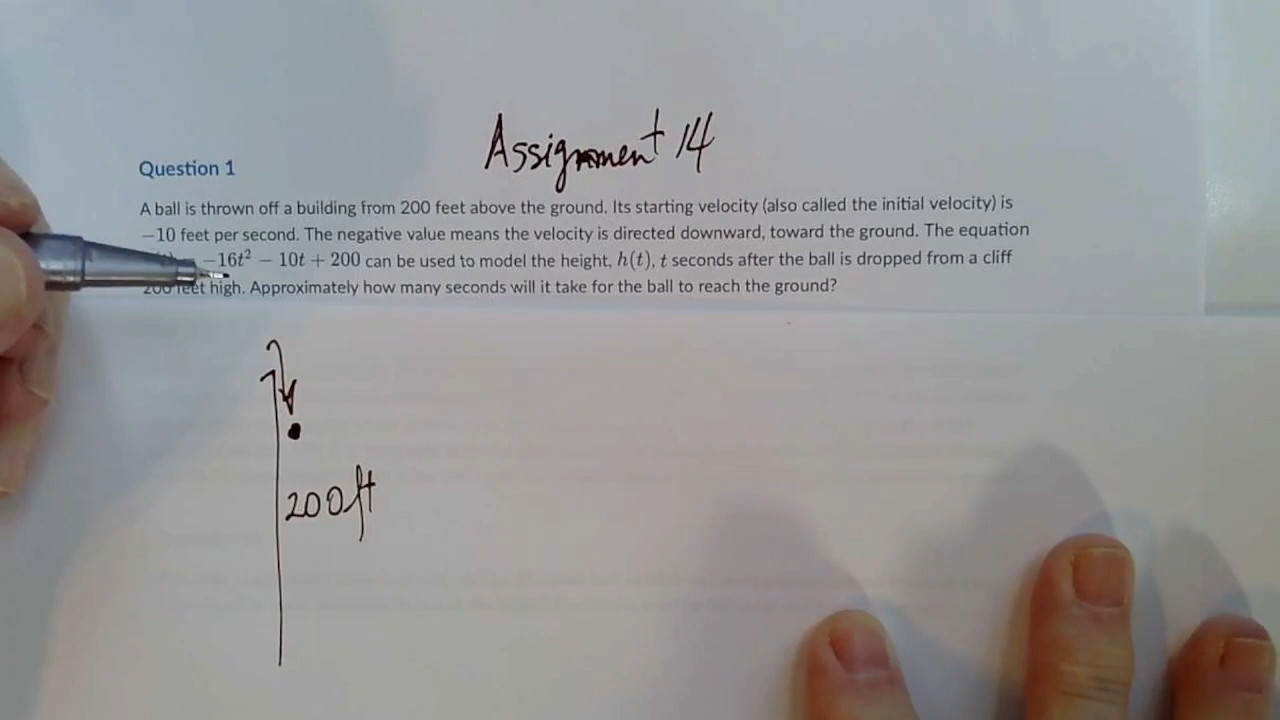 Assignment 14
Question 1
A ball is thrown off a building from 200 feet above the ground. Its starting velocity (also called the initial velocity) is
−10 feet per second. The negative value means the velocity is directed downward, toward the ground. The equation
−16t² − 10t + 200 can be used to model the height, h(t), t seconds after the ball is dropped from a cliff
200 feet high. Approximately how many seconds will it take for the ball to reach the ground?
200ft